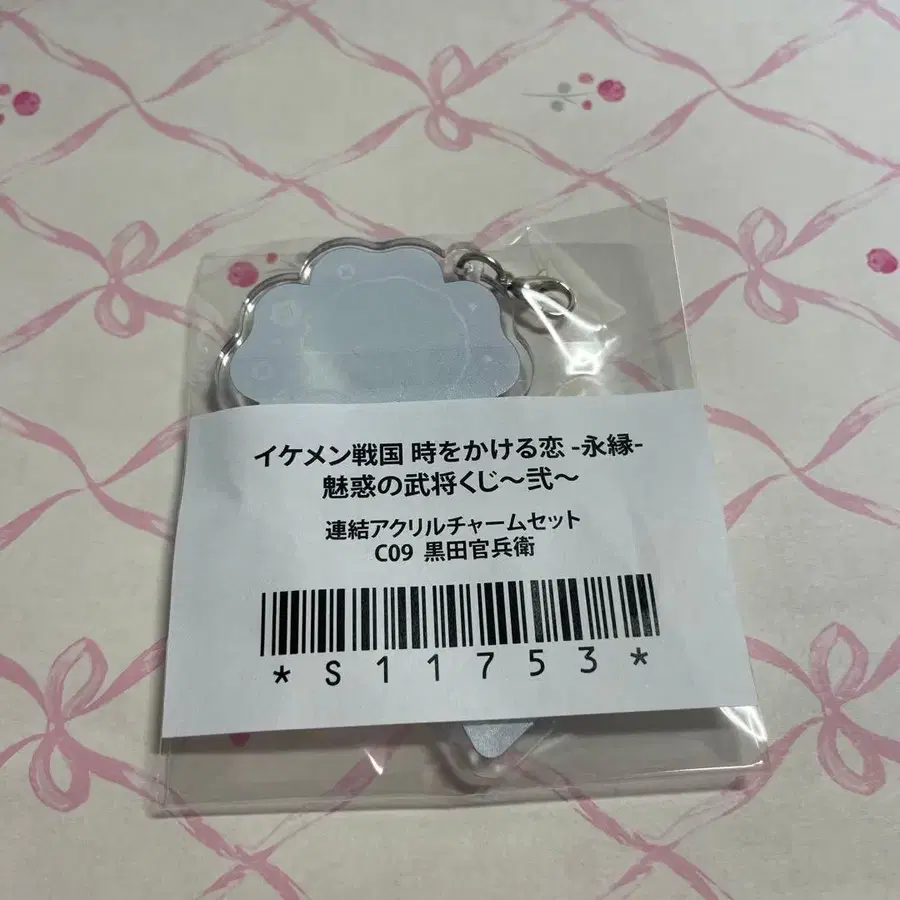 イケメン戦国 時をかける恋 -永縁-
魅惑の武将くじ～弐～
連結アクリルチャームセット
C09 黒田官兵衛
*S11753*